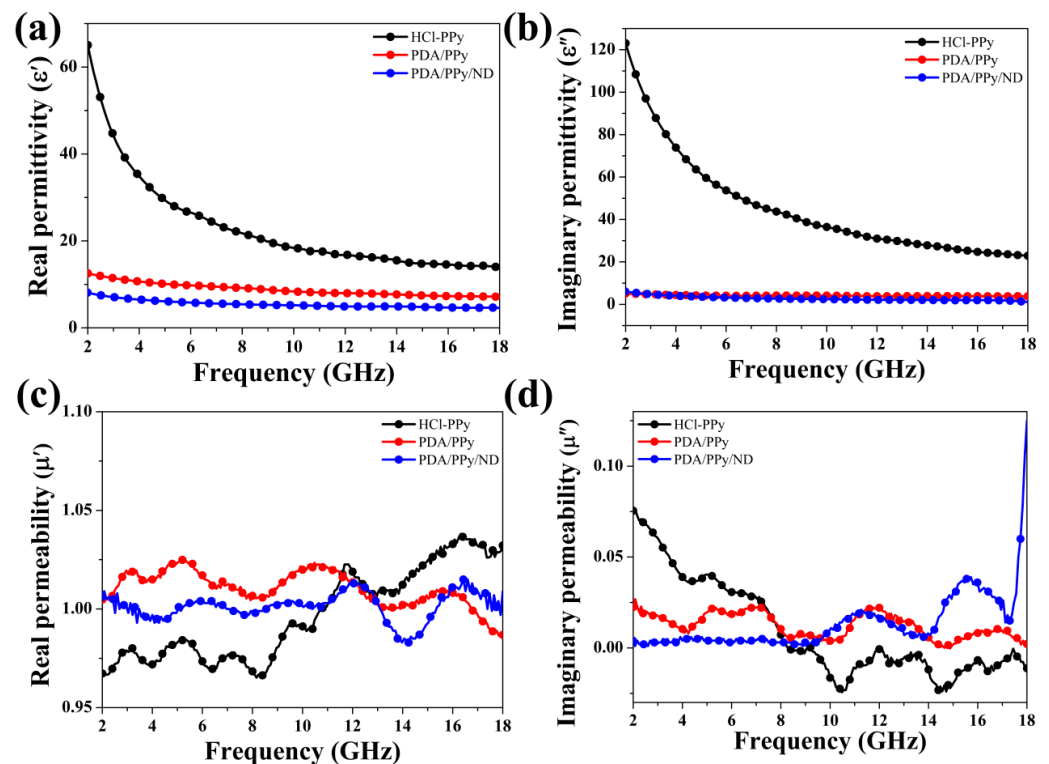 (a)
Real permittivity (ε′)
60
40
20
0
HCl-PPy
PDA/PPy
PDA/PPy/ND
2 4 6 8 10 12 14 16 18
Frequency (GHz)
(b)
Imaginary permittivity (ε″)
120
100
80
60
40
20
0
HCl-PPy
PDA/PPy
PDA/PPy/ND
2 4 6 8 10 12 14 16 18
Frequency (GHz)
(c)
Real permeability (μ′)
1.10
1.05
1.00
0.95
HCl-PPy
PDA/PPy
PDA/PPy/ND
2 4 6 8 10 12 14 16 18
Frequency (GHz)
(d)
Imaginary permeability (μ″)
0.10
0.05
0.00
HCl-PPy
PDA/PPy
PDA/PPy/ND
2 4 6 8 10 12 14 16 18
Frequency (GHz)